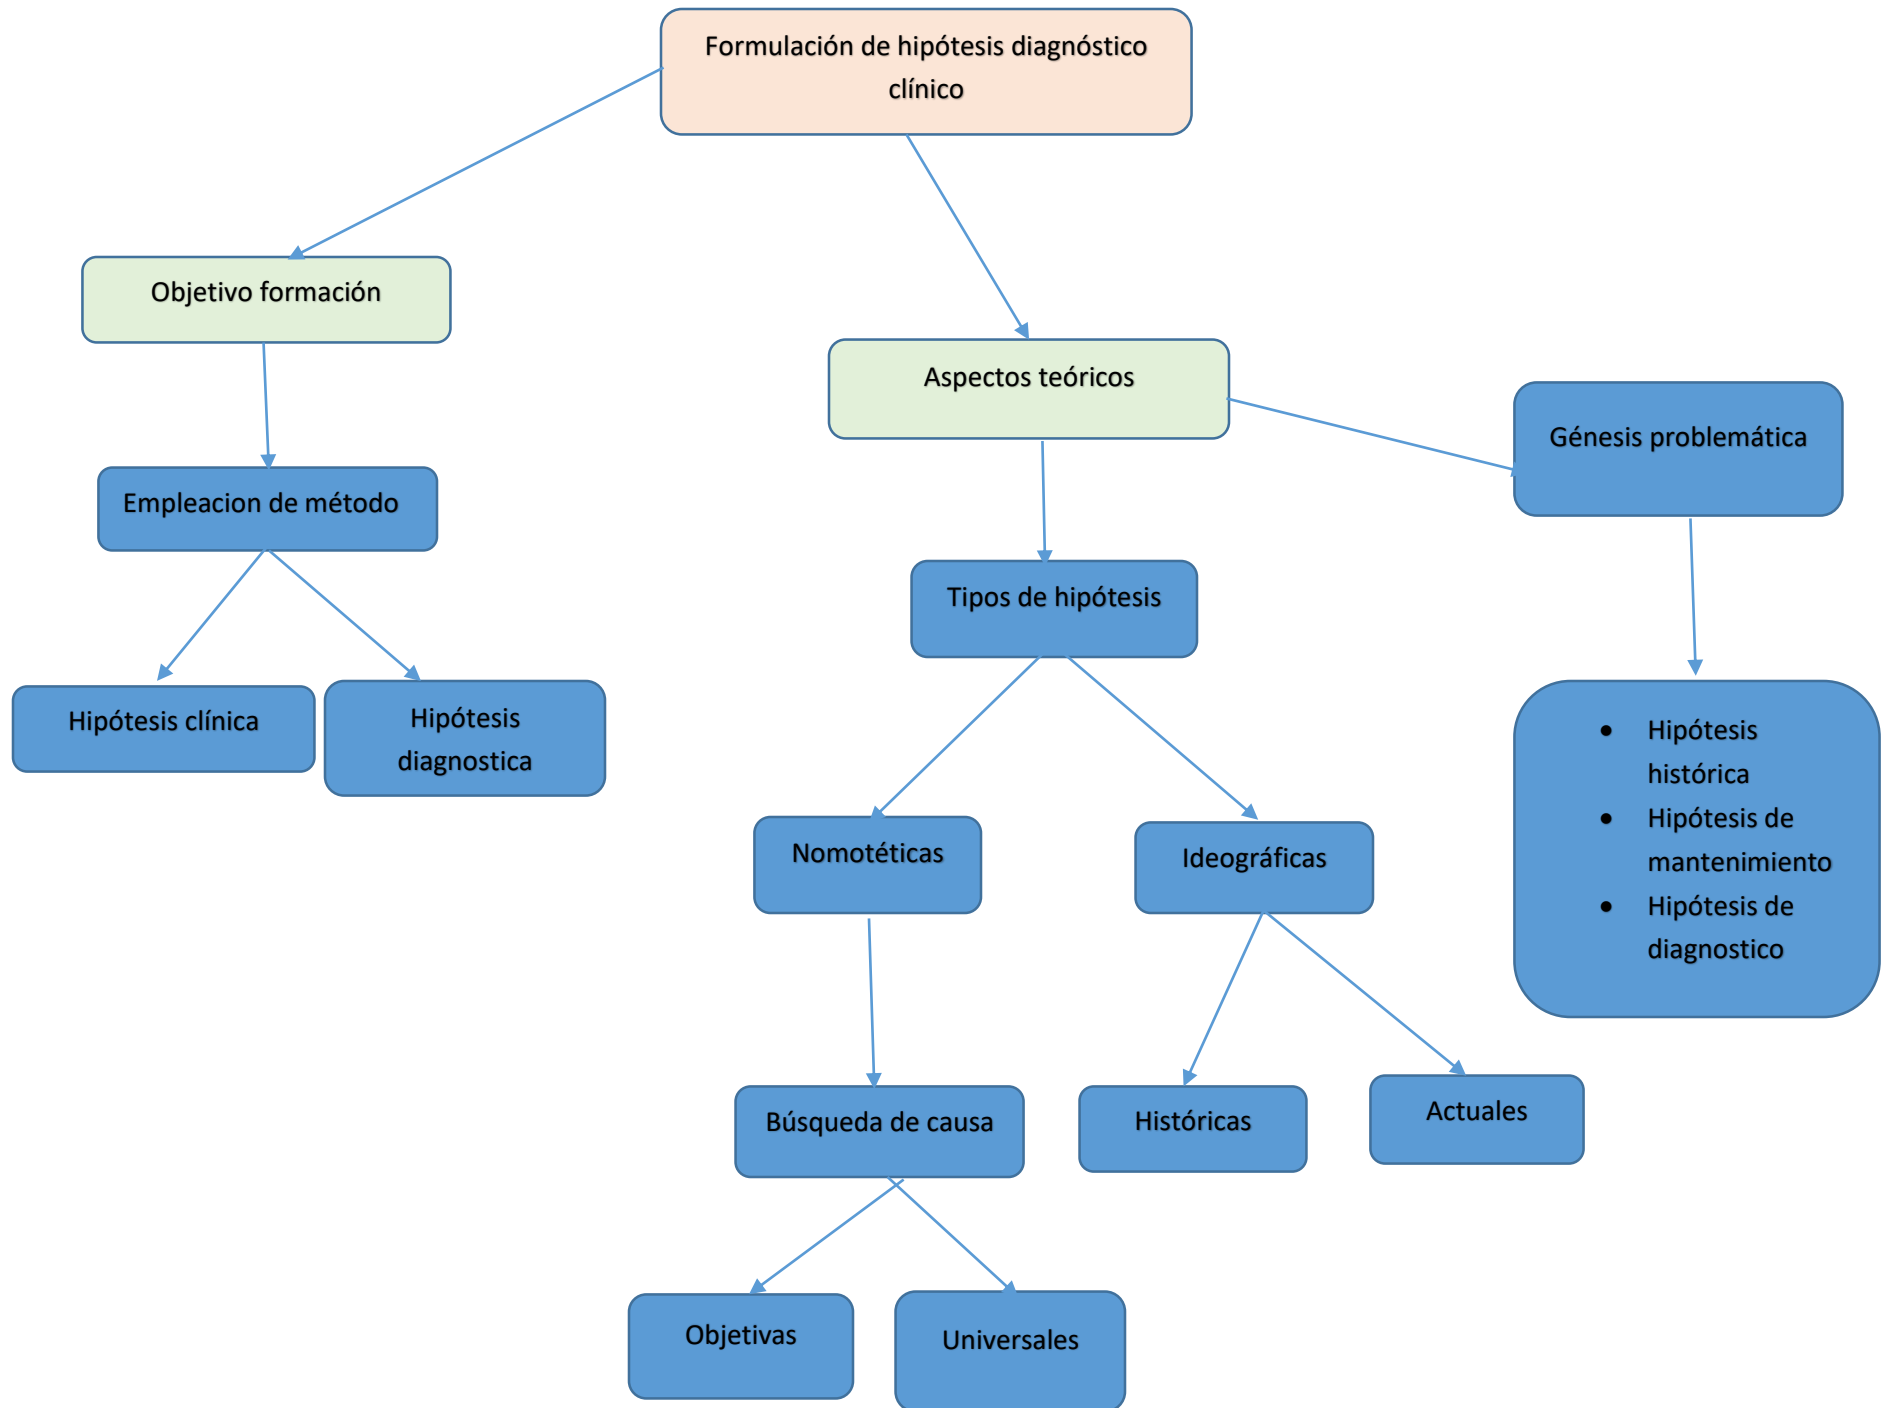 Formulación de hipótesis diagnóstico
clínico
Objetivo formación
Aspectos teóricos
Génesis problemática
Empleacion de método
Tipos de hipótesis
Hipótesis clínica
Hipótesis
diagnostica
• Hipótesis
histórica
• Hipótesis de
mantenimiento
• Hipótesis de
diagnostico
Nomotéticas
Ideográficas
Búsqueda de causa
Históricas
Actuales
Objetivas
Universales